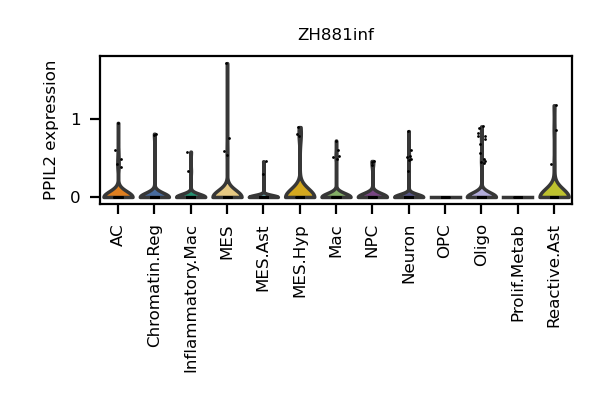 ZH881inf
PPIL2 expression
1
0
AC
Chromatin.Reg
Inflammatory.Mac
MES
MES.Ast
MES.Hyp
Mac
NPC
Neuron
OPC
Oligo
Prolif.Metab
Reactive.Ast